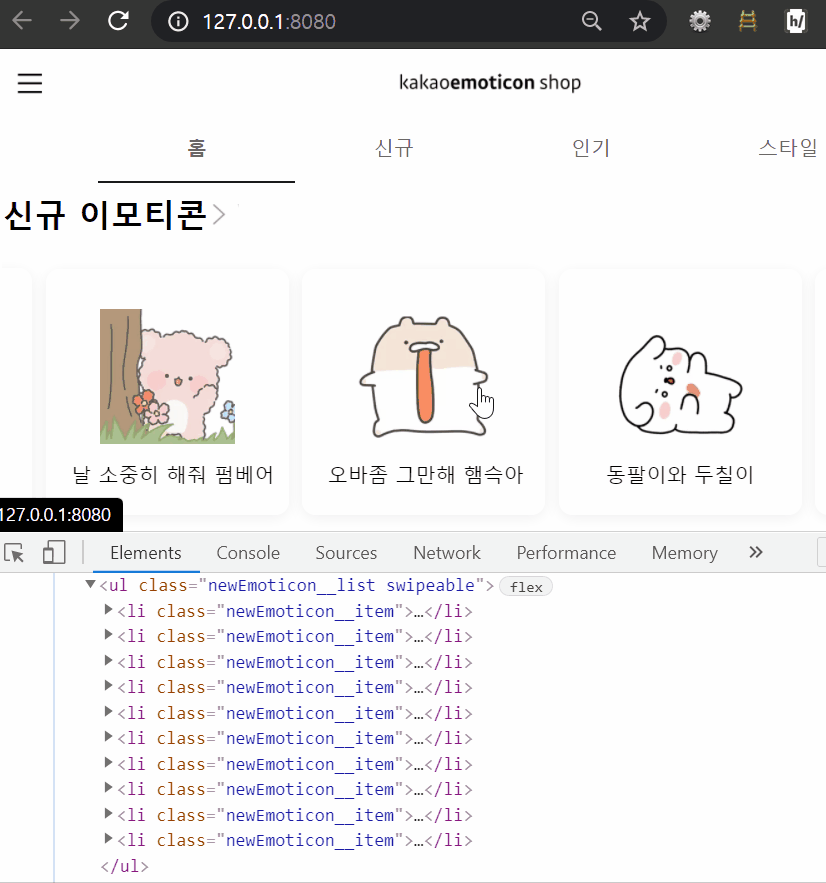 127.0.0.1:8080
h/
kakaoemoticon shop
홈 신규 인기 스타일
신규 이모티콘
날 소중히 해줘 펌베어
오바좀 그만해 햄슥아
동팔이와 두칠이
127.0.0.1:8080
Elements Console Sources Network Performance Memory »
<ul class="newEmoticon__list swipeable"> flex
<li class="newEmoticon__item">…</li>
<li class="newEmoticon__item">…</li>
<li class="newEmoticon__item">…</li>
<li class="newEmoticon__item">…</li>
<li class="newEmoticon__item">…</li>
<li class="newEmoticon__item">…</li>
<li class="newEmoticon__item">…</li>
<li class="newEmoticon__item">…</li>
<li class="newEmoticon__item">…</li>
<li class="newEmoticon__item">…</li>
</ul>